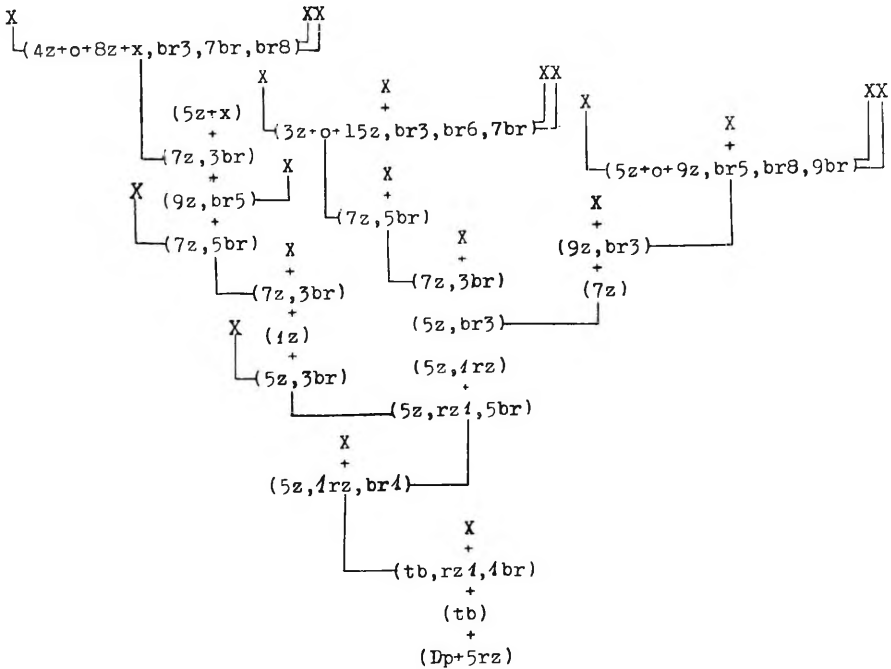 X XX
(4z+o+8z+x,br3,7br,br8)
X X XX
X X XX
(5z+x)
+ +
(3z+o+15z,br3,br6,7br)
+
(7z,3br)
(5z+o+9z,br5,br8,9br)
+ X X
X (9z,br5)
+ + X
(7z,5br)
+
(7z,5br)
(9z,br3)
X X +
+ +
(7z,3br) (7z,3br) (7z)
+
X (1z) (5z,br3)
+
(5z,3br) (5z,1rz)
+
(5z,rz1,5br)
X
+
(5z,1rz,br1)
X
+
(tb,rz1,1br)
+
(tb)
+
(Dp+5rz)